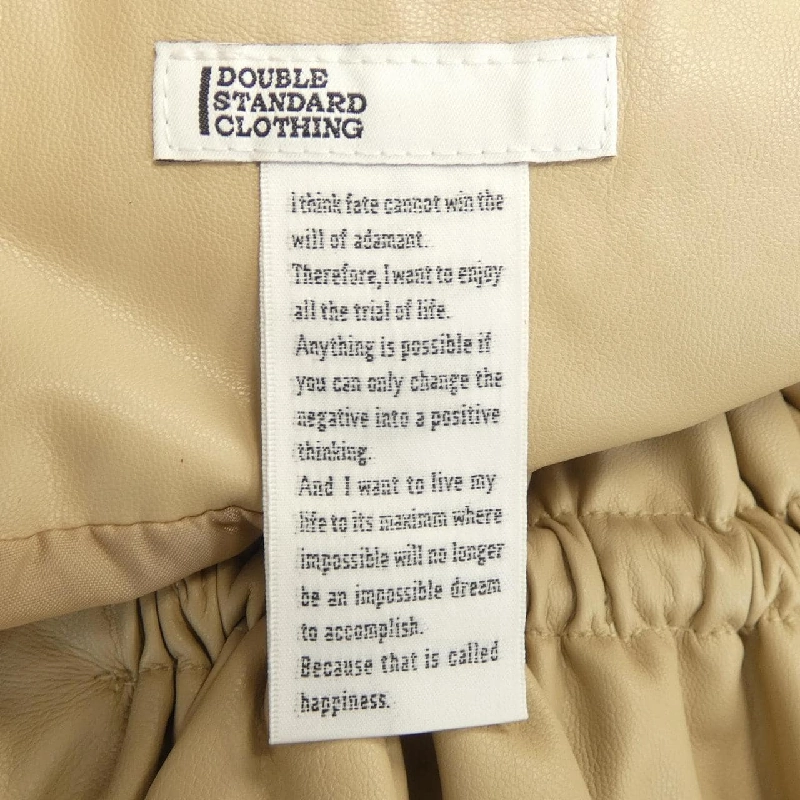 DOUBLE
STANDARD
CLOTHING
I think fate cannot win the
will of adamant.
Therefore, I want to enjoy
all the trial of life.
Anything is possible if
you can only change the
negative into a positive
thinking.
And I want to live my
life to its maximm where
impossible will no longer
be an impossible dream
to accomplish.
Because that is called
happiness.